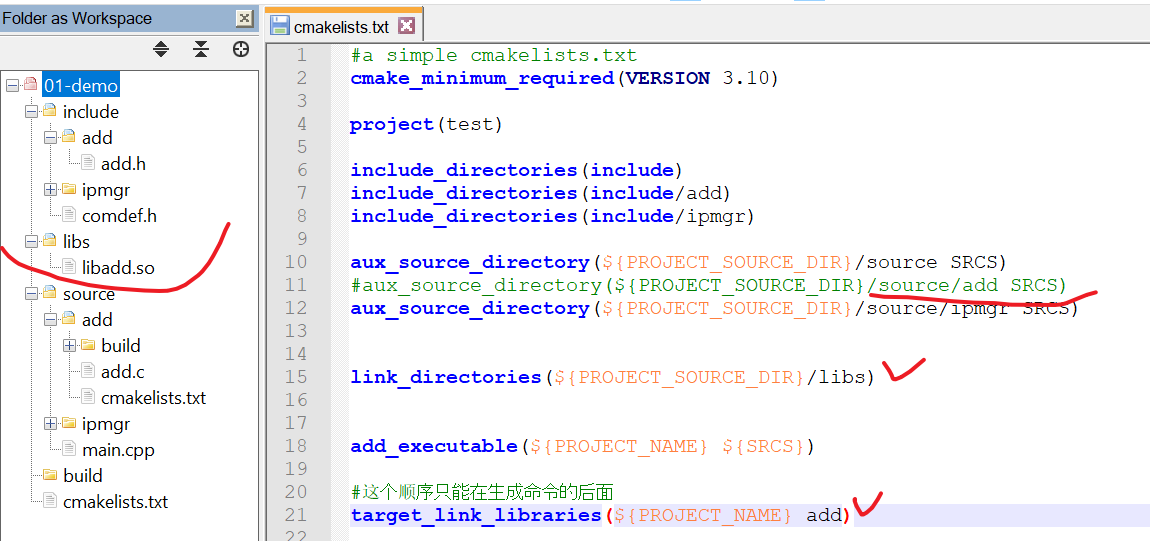 Folder as Workspace
01-demo
include
add
add.h
ipmgr
comdef.h
libs
libadd.so
source
add
build
add.c
cmakelists.txt
ipmgr
main.cpp
build
cmakelists.txt
cmakelists.txt
1 #a simple cmakelists.txt
2 cmake_minimum_required(VERSION 3.10)
3
4 project(test)
5
6 include_directories(include)
7 include_directories(include/add)
8 include_directories(include/ipmgr)
9
10 aux_source_directory(${PROJECT_SOURCE_DIR}/source SRCS)
11 #aux_source_directory(${PROJECT_SOURCE_DIR}/source/add SRCS)
12 aux_source_directory(${PROJECT_SOURCE_DIR}/source/ipmgr SRCS)
13
14
15 link_directories(${PROJECT_SOURCE_DIR}/libs)
16
17
18 add_executable(${PROJECT_NAME} ${SRCS})
19
20 #这个顺序只能在生成命令的后面
21 target_link_libraries(${PROJECT_NAME} add)
22